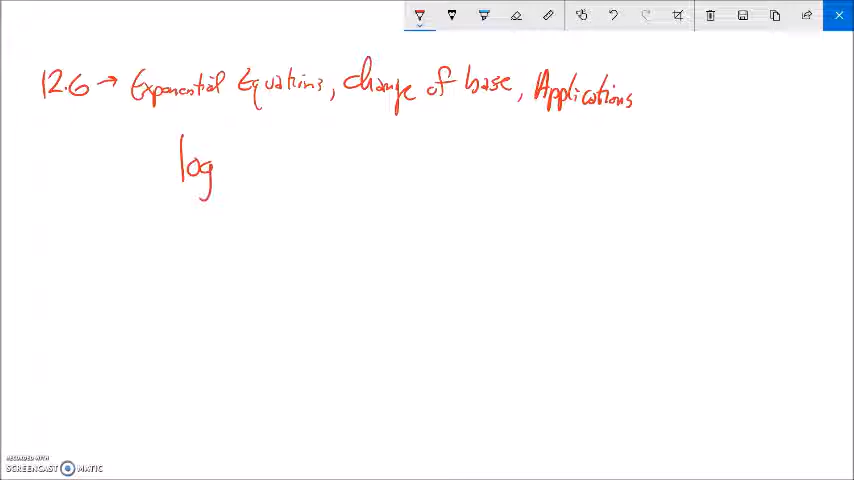 12.6 → Exponential Equations, Change of base, Applications
log
RECORDED WITH
SCREENCAST MATIC